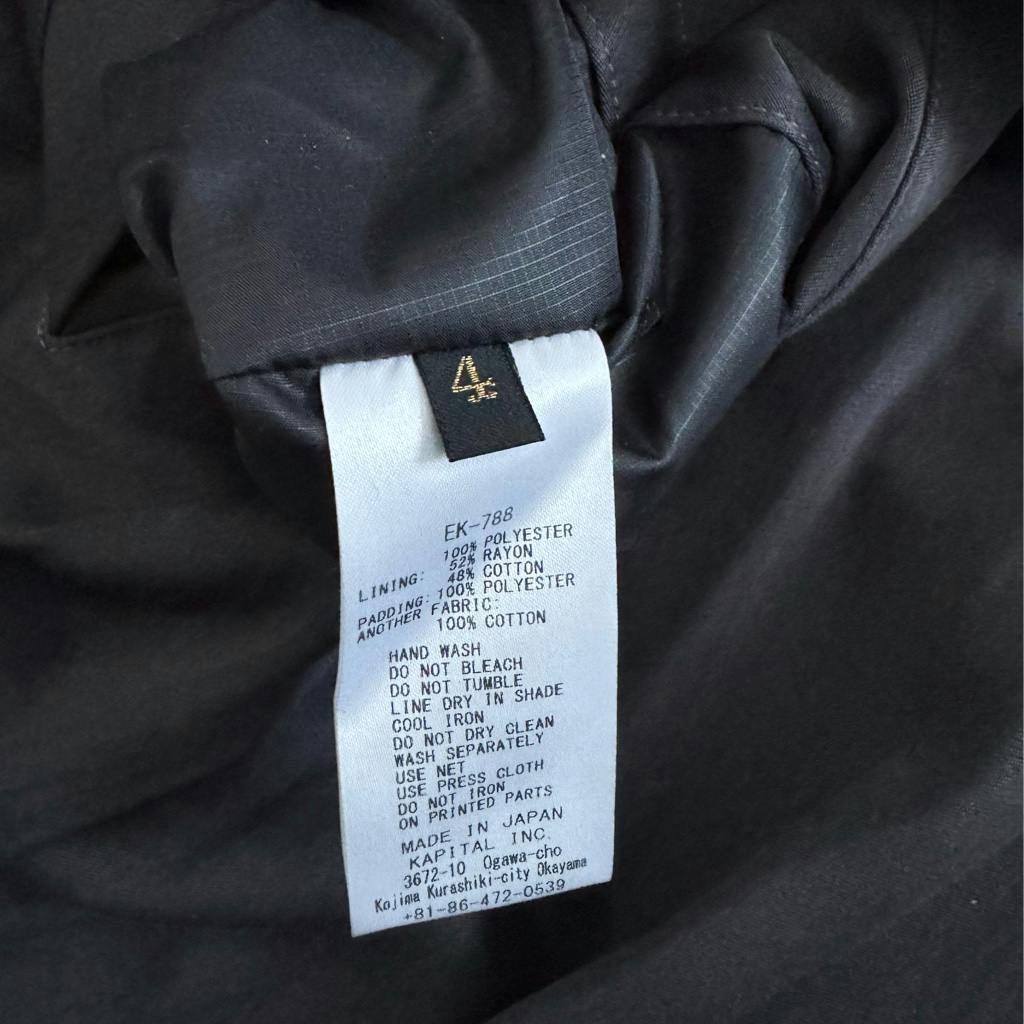 4
EK-788
100% POLYESTER
LINING: 52% RAYON
48% COTTON
PADDING: 100% POLYESTER
ANOTHER FABRIC:
100% COTTON
HAND WASH
DO NOT BLEACH
DO NOT TUMBLE
LINE DRY IN SHADE
COOL IRON
DO NOT DRY CLEAN
WASH SEPARATELY
USE NET
USE PRESS CLOTH
DO NOT IRON
ON PRINTED PARTS
MADE IN JAPAN
KAPITAL INC.
3672-10 Ogawa-cho
Kojima Kurashiki-city Okayama
+81-86-472-0539